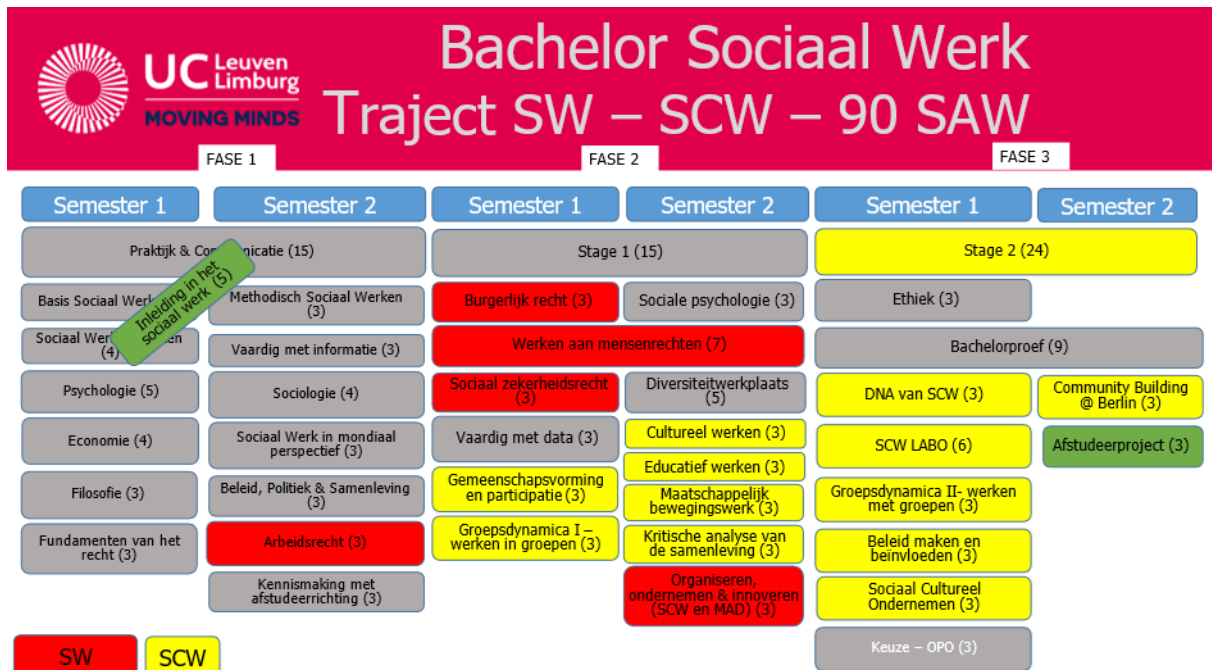 UC Leuven
Limburg
MOVING MINDS
Bachelor Sociaal Werk
Traject SW – SCW – 90 SAW
FASE 1
FASE 2
FASE 3
Semester 1
Semester 2
Semester 1
Semester 2
Semester 1
Semester 2
Praktijk & Co nicatie (15)
Inleiding in het
sociaal werk (5)
Basis Sociaal Werk
Sociaal Wer en
(4)
Psychologie (5)
Economie (4)
Filosofie (3)
Fundamenten van het
recht (3)
Methodisch Sociaal Werken
(3)
Vaardig met informatie (3)
Sociologie (4)
Sociaal Werk in mondiaal
perspectief (3)
Beleid, Politiek & Samenleving
(3)
Arbeidsrecht (3)
Kennismaking met
afstudeerrichting (3)
Stage 1 (15)
Burgerlijk recht (3)
Sociale psychologie (3)
Werken aan mensenrechten (7)
Sociaal zekerheidsrecht
(3)
Vaardig met data (3)
Gemeenschapsvorming
en participatie (3)
Groepsdynamica I –
werken in groepen (3)
Diversiteitwerkplaats
(5)
Cultureel werken (3)
Educatief werken (3)
Maatschappelijk
bewegingswerk (3)
Kritische analyse van
de samenleving (3)
Organiseren,
ondernemen & innoveren
(SCW en MAD) (3)
Stage 2 (24)
Ethiek (3)
Bachelorproef (9)
DNA van SCW (3)
SCW LABO (6)
Groepsdynamica II- werken
met groepen (3)
Beleid maken en
beïnvloeden (3)
Sociaal Cultureel
Ondernemen (3)
Keuze – OPO (3)
Community Building
@ Berlin (3)
Afstudeerproject (3)
SW
SCW